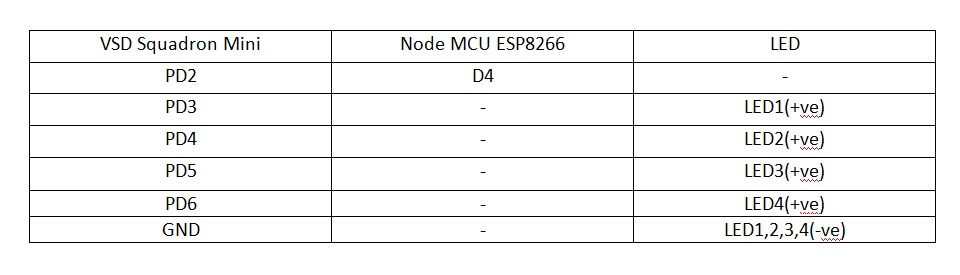 VSD Squadron Mini Node MCU ESP8266 LED
PD2 D4 -
PD3 - LED1(+ve)
PD4 - LED2(+ve)
PD5 - LED3(+ve)
PD6 - LED4(+ve)
GND - LED1,2,3,4(-ve)